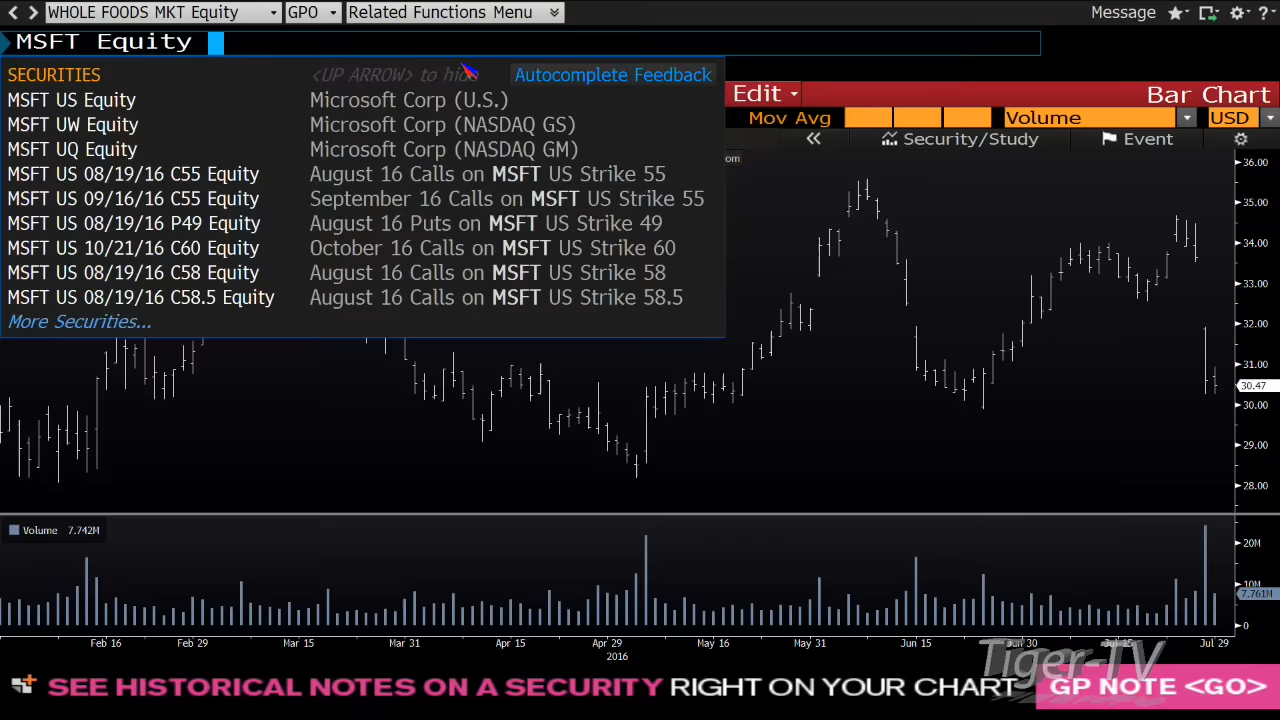 WHOLE FOODS MKT Equity GPO Related Functions Menu Message
MSFT Equity
SECURITIES <UP ARROW> to hide Autocomplete Feedback
MSFT US Equity Microsoft Corp (U.S.)
MSFT UW Equity Microsoft Corp (NASDAQ GS)
MSFT UQ Equity Microsoft Corp (NASDAQ GM)
MSFT US 08/19/16 C55 Equity August 16 Calls on MSFT US Strike 55
MSFT US 09/16/16 C55 Equity September 16 Calls on MSFT US Strike 55
MSFT US 08/19/16 P49 Equity August 16 Puts on MSFT US Strike 49
MSFT US 10/21/16 C60 Equity October 16 Calls on MSFT US Strike 60
MSFT US 08/19/16 C58 Equity August 16 Calls on MSFT US Strike 58
MSFT US 08/19/16 C58.5 Equity August 16 Calls on MSFT US Strike 58.5
More Securities...
Edit Bar Chart
Mov Avg Volume USD
« Security/Study Event
om
36.00
35.00
34.00
33.00
32.00
31.00
30.47
30.00
29.00
28.00
Volume 7.742M
20M
10M
7.761M
0
Feb 16 Feb 29 Mar 15 Mar 31 Apr 15 Apr 29 May 16 May 31 Jun 15 Jun 30 Jul 15 Jul 29
2016
Tiger-TV
SEE HISTORICAL NOTES ON A SECURITY RIGHT ON YOUR CHART GP NOTE <GO>